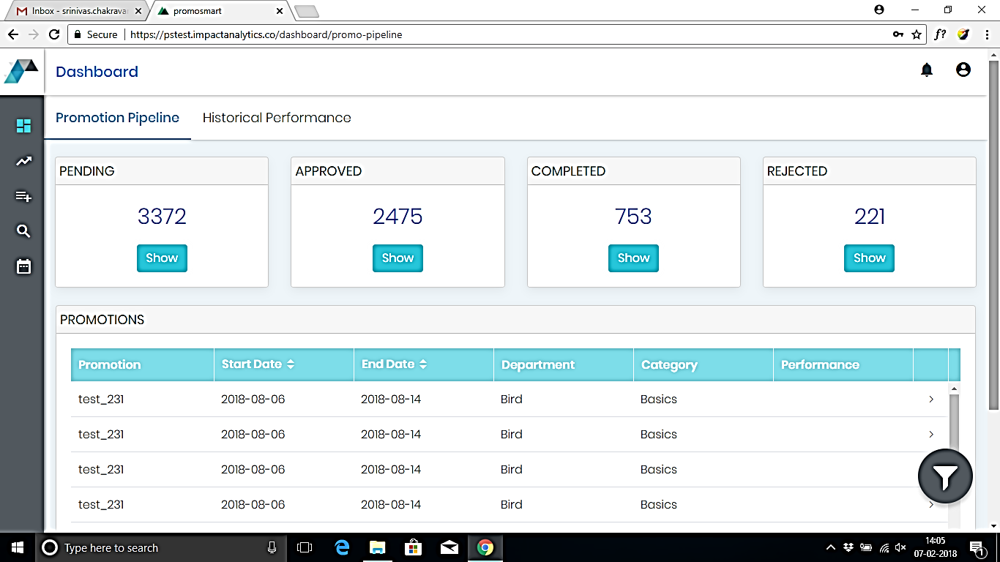 Inbox - srinivas.chakrava
promosmart
Secure
https://pstest.impactanalytics.co/dashboard/promo-pipeline
f?
Dashboard
Promotion Pipeline Historical Performance
PENDING APPROVED COMPLETED REJECTED
3372 2475 753 221
Show Show Show Show
PROMOTIONS
Promotion Start Date End Date Department Category Performance
test_231 2018-08-06 2018-08-14 Bird Basics
test_231 2018-08-06 2018-08-14 Bird Basics
test_231 2018-08-06 2018-08-14 Bird Basics
test_231 2018-08-06 2018-08-14 Bird Basics
Type here to search
14:05
07-02-2018
1